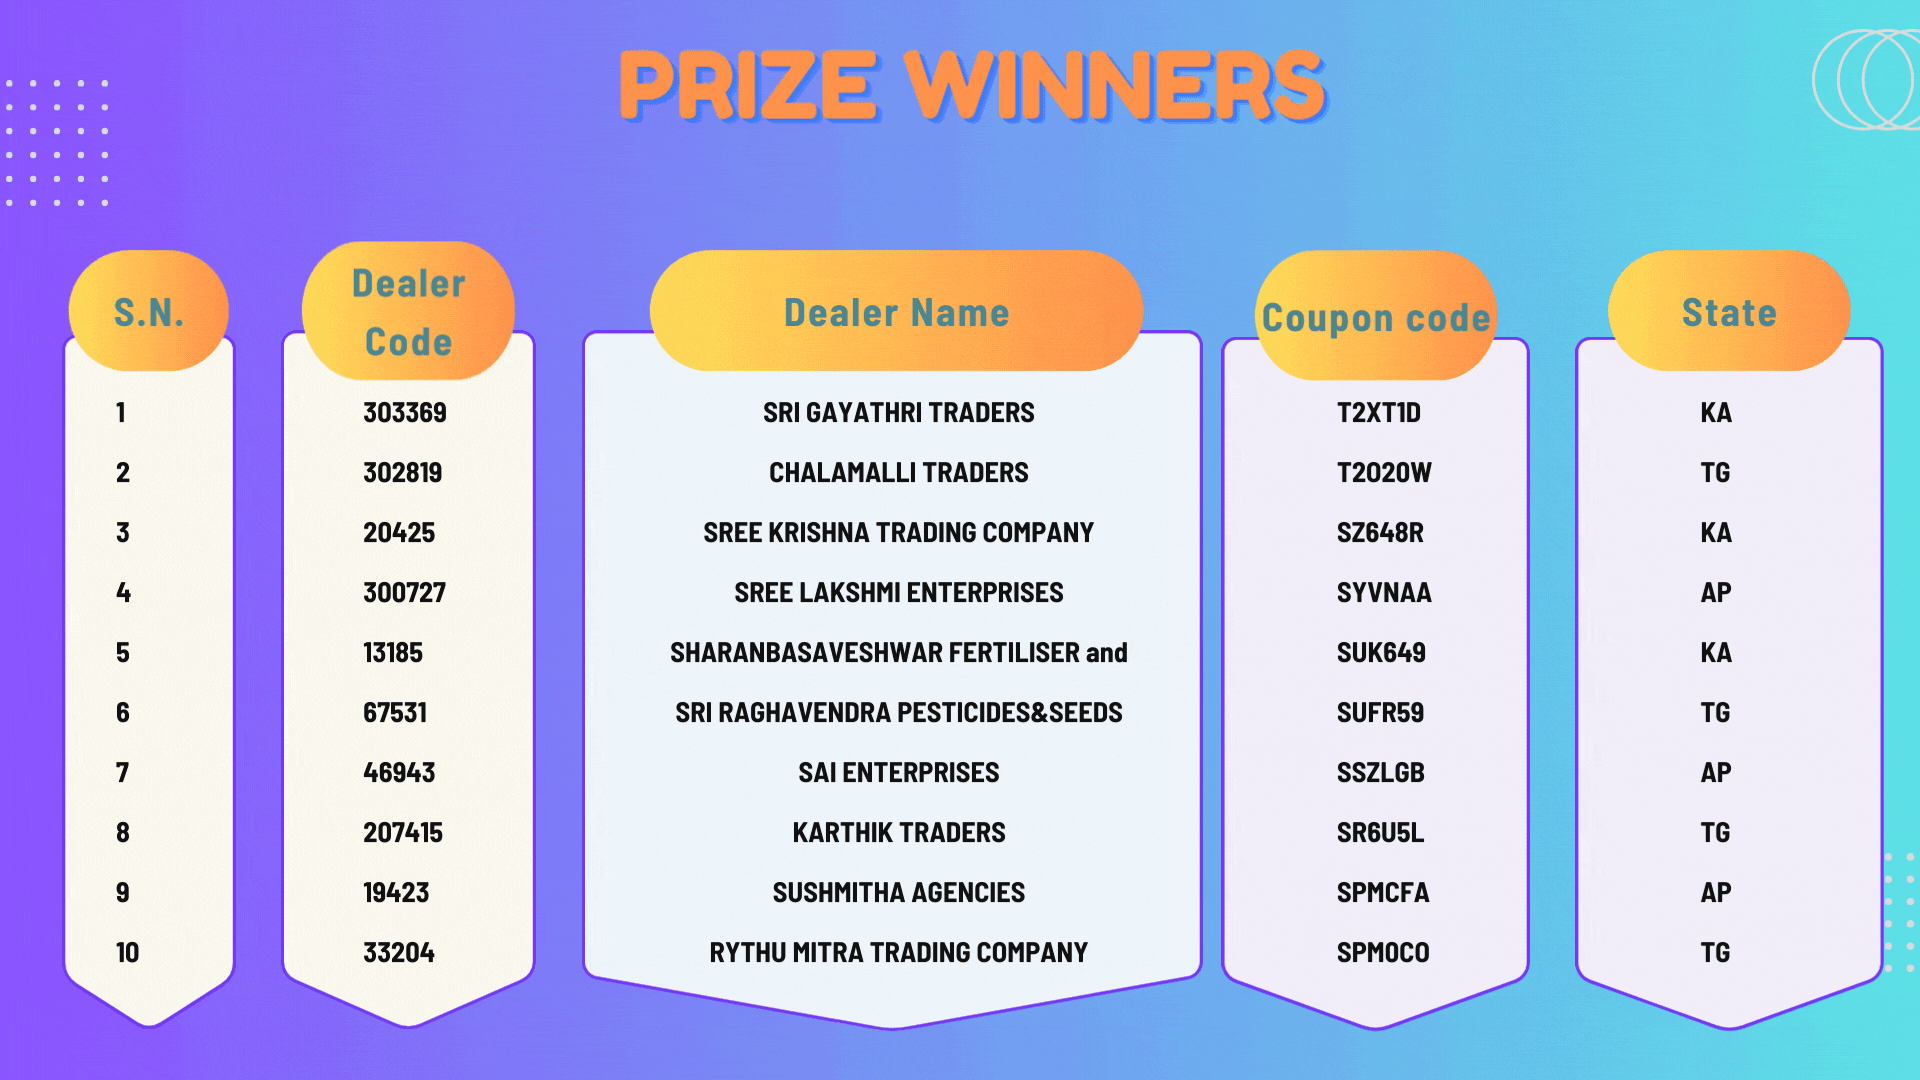 PRIZE WINNERS
S.N. Dealer Code Dealer Name Coupon code State
1 303369 SRI GAYATHRI TRADERS T2XT1D KA
2 302819 CHALAMALLI TRADERS T2O20W TG
3 20425 SREE KRISHNA TRADING COMPANY SZ648R KA
4 300727 SREE LAKSHMI ENTERPRISES SYVNAA AP
5 13185 SHARANBASAVESHWAR FERTILISER and SUK649 KA
6 67531 SRI RAGHAVENDRA PESTICIDES&SEEDS SUFR59 TG
7 46943 SAI ENTERPRISES SSZLGB AP
8 207415 KARTHIK TRADERS SR6U5L TG
9 19423 SUSHMITHA AGENCIES SPMCFA AP
10 33204 RYTHU MITRA TRADING COMPANY SPM0CO TG